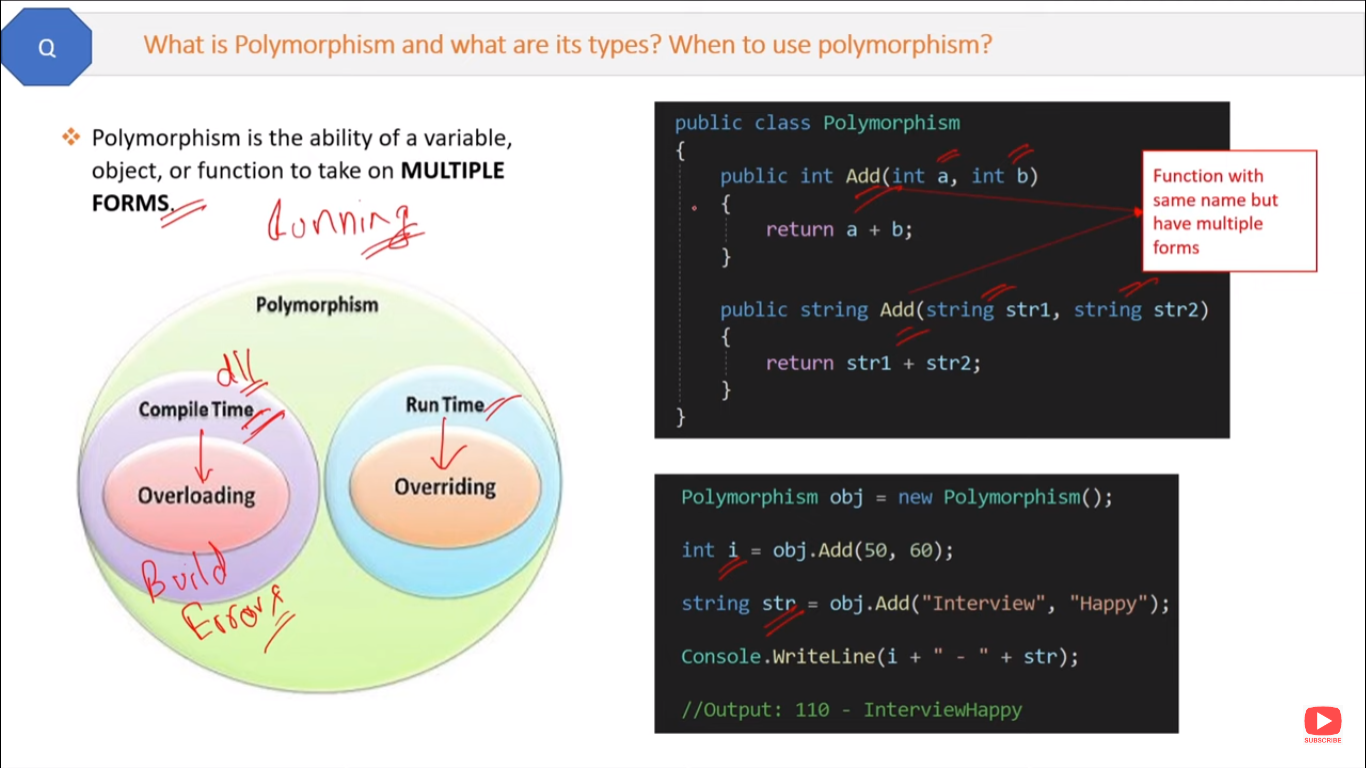 Q
What is Polymorphism and what are its types? When to use polymorphism?
❖ Polymorphism is the ability of a variable,
object, or function to take on MULTIPLE
FORMS.
Running
Polymorphism
dll
Compile Time
Overloading
Run Time
Overriding
Build
Errors
public class Polymorphism
{
public int Add(int a, int b)
{
return a + b;
}
public string Add(string str1, string str2)
{
return str1 + str2;
}
}
Function with
same name but
have multiple
forms
Polymorphism obj = new Polymorphism();
int i = obj.Add(50, 60);
string str = obj.Add("Interview", "Happy");
Console.WriteLine(i + " - " + str);
//Output: 110 - InterviewHappy
SUBSCRIBE